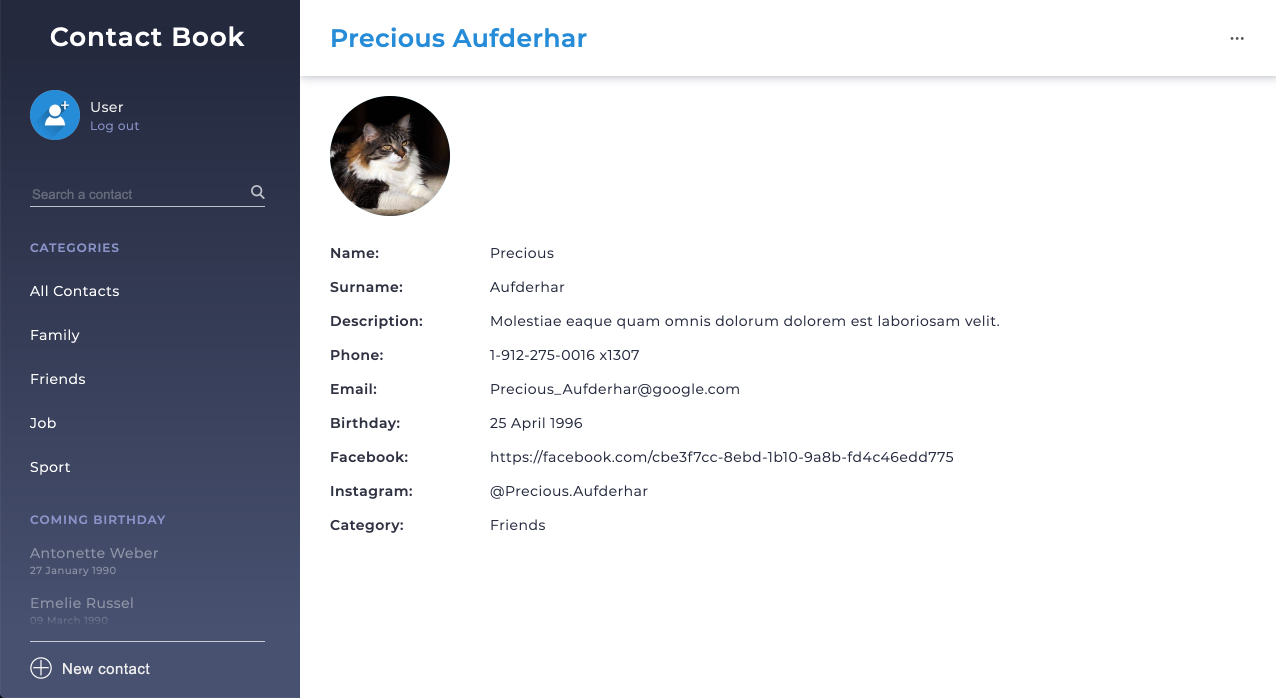 Contact Book
User
Log out
Search a contact
CATEGORIES
All Contacts
Family
Friends
Job
Sport
COMING BIRTHDAY
Antonette Weber
27 January 1990
Emelie Russel
09 March 1990
New contact
Precious Aufderhar
...
Name: Precious
Surname: Aufderhar
Description: Molestiae eaque quam omnis dolorum dolorem est laboriosam velit.
Phone: 1-912-275-0016 x1307
Email: Precious_Aufderhar@google.com
Birthday: 25 April 1996
Facebook: https://facebook.com/cbe3f7cc-8ebd-1b10-9a8b-fd4c46edd775
Instagram: @Precious.Aufderhar
Category: Friends